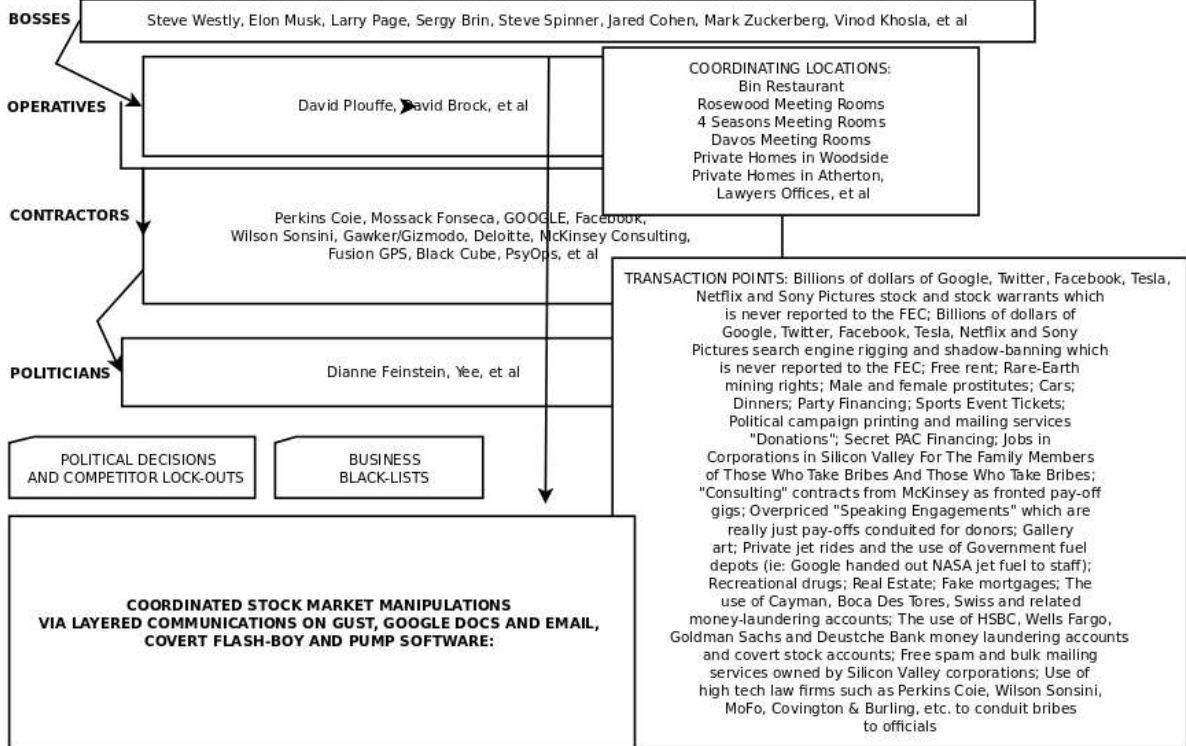 BOSSES
Steve Westly, Elon Musk, Larry Page, Sergy Brin, Steve Spinner, Jared Cohen, Mark Zuckerberg, Vinod Khosla, et al
OPERATIVES
David Plouffe, David Brock, et al
COORDINATING LOCATIONS:
Bin Restaurant
Rosewood Meeting Rooms
4 Seasons Meeting Rooms
Davos Meeting Rooms
Private Homes in Woodside
Private Homes in Atherton,
Lawyers Offices, et al
CONTRACTORS
Perkins Coie, Mossack Fonseca, GOOGLE, Facebook,
Wilson Sonsini, Gawker/Gizmodo, Deloitte, McKinsey Consulting,
Fusion GPS, Black Cube, PsyOps, et al
POLITICIANS
Dianne Feinstein, Yee, et al
TRANSACTION POINTS: Billions of dollars of Google, Twitter, Facebook, Tesla,
Netflix and Sony Pictures stock and stock warrants which
is never reported to the FEC; Billions of dollars of
Google, Twitter, Facebook, Tesla, Netflix and Sony
Pictures search engine rigging and shadow-banning which
is never reported to the FEC; Free rent; Rare-Earth
mining rights; Male and female prostitutes; Cars;
Dinners; Party Financing; Sports Event Tickets;
Political campaign printing and mailing services
"Donations"; Secret PAC Financing; Jobs in
Corporations in Silicon Valley For The Family Members
of Those Who Take Bribes And Those Who Take Bribes;
"Consulting" contracts from McKinsey as fronted pay-off
gigs; Overpriced "Speaking Engagements" which are
really just pay-offs conduited for donors; Gallery
art; Private jet rides and the use of Government fuel
depots (ie: Google handed out NASA jet fuel to staff);
Recreational drugs; Real Estate; Fake mortgages; The
use of Cayman, Boca Des Tores, Swiss and related
money-laundering accounts; The use of HSBC, Wells Fargo,
Goldman Sachs and Deustche Bank money laundering accounts
and covert stock accounts; Free spam and bulk mailing
services owned by Silicon Valley corporations; Use of
high tech law firms such as Perkins Coie, Wilson Sonsini,
MoFo, Covington & Burling, etc. to conduit bribes
to officials
POLITICAL DECISIONS
AND COMPETITOR LOCK-OUTS
BUSINESS
BLACK-LISTS
COORDINATED STOCK MARKET MANIPULATIONS
VIA LAYERED COMMUNICATIONS ON GUST, GOOGLE DOCS AND EMAIL,
COVERT FLASH-BOY AND PUMP SOFTWARE: